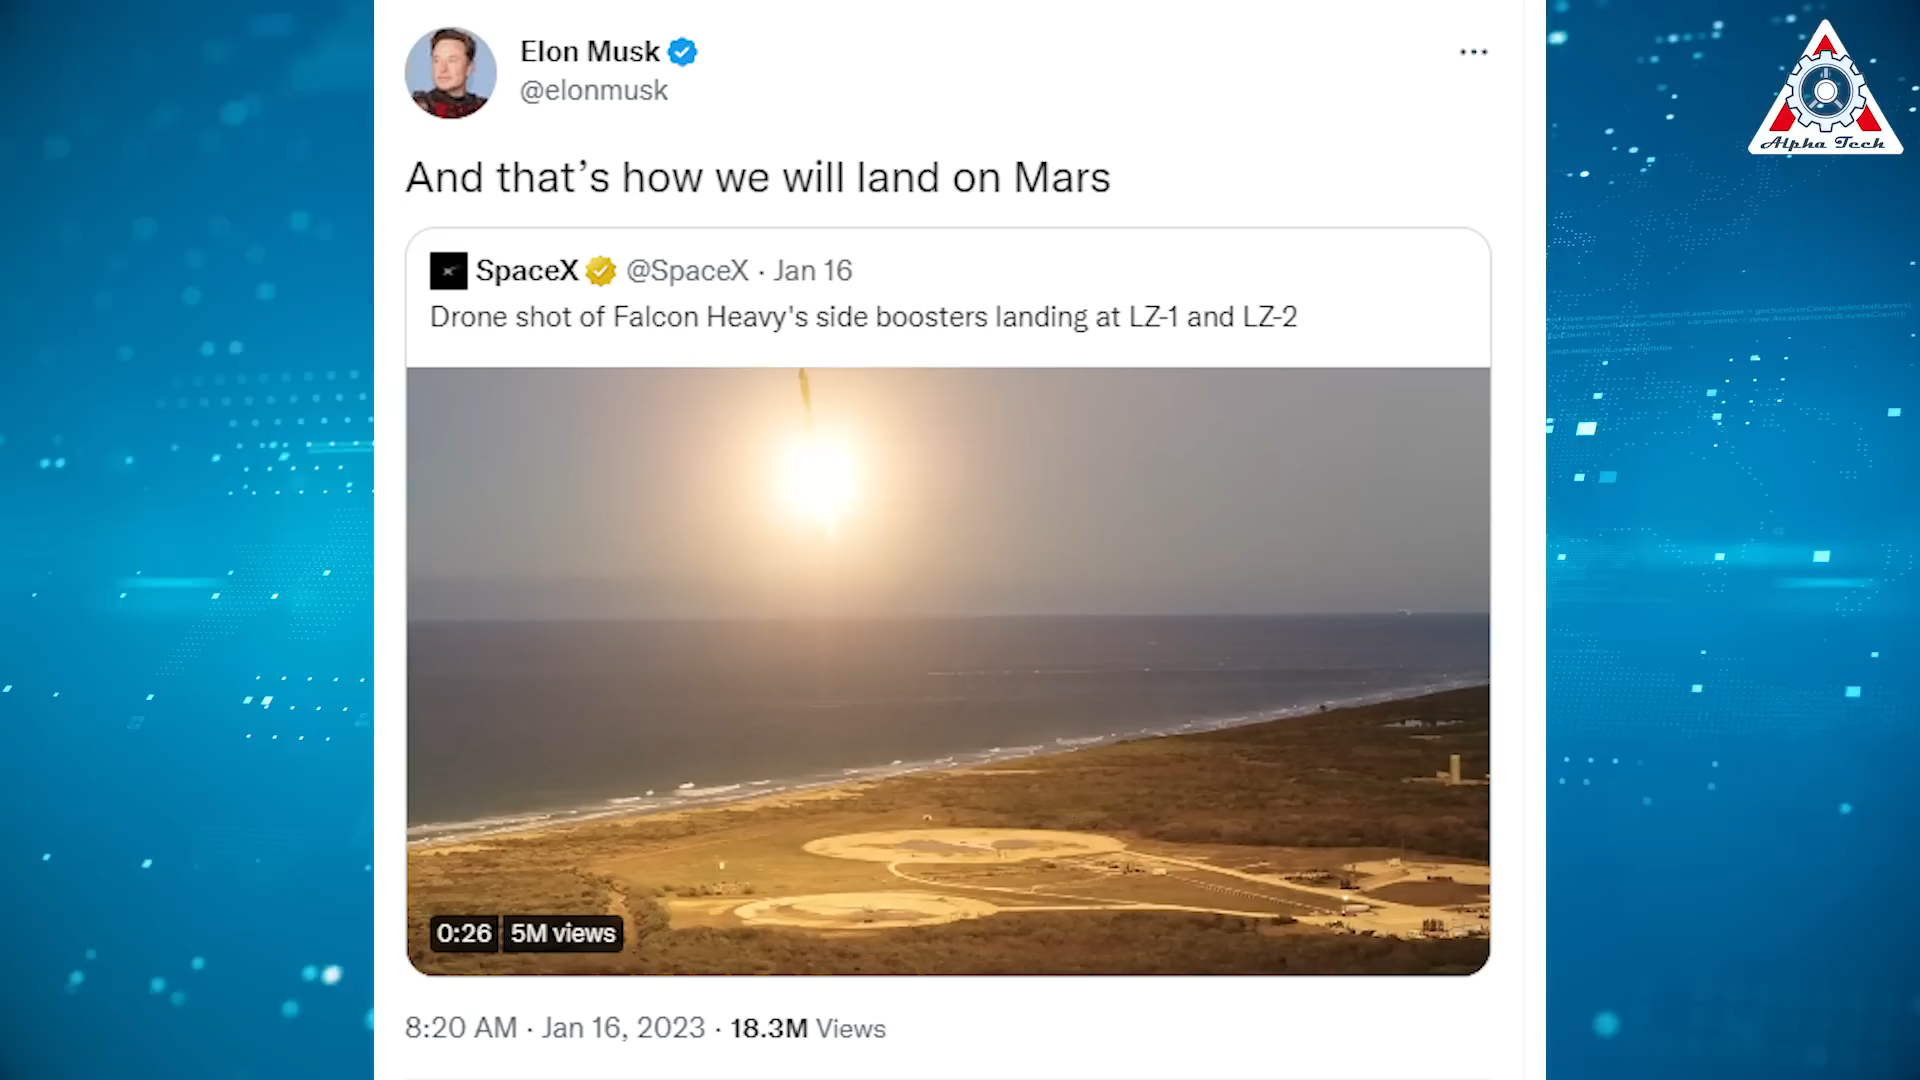 Elon Musk
@elonmusk
And that’s how we will land on Mars
SpaceX @SpaceX · Jan 16
Drone shot of Falcon Heavy's side boosters landing at LZ-1 and LZ-2
0:26 5M views
8:20 AM · Jan 16, 2023 · 18.3M Views
Alpha Tech